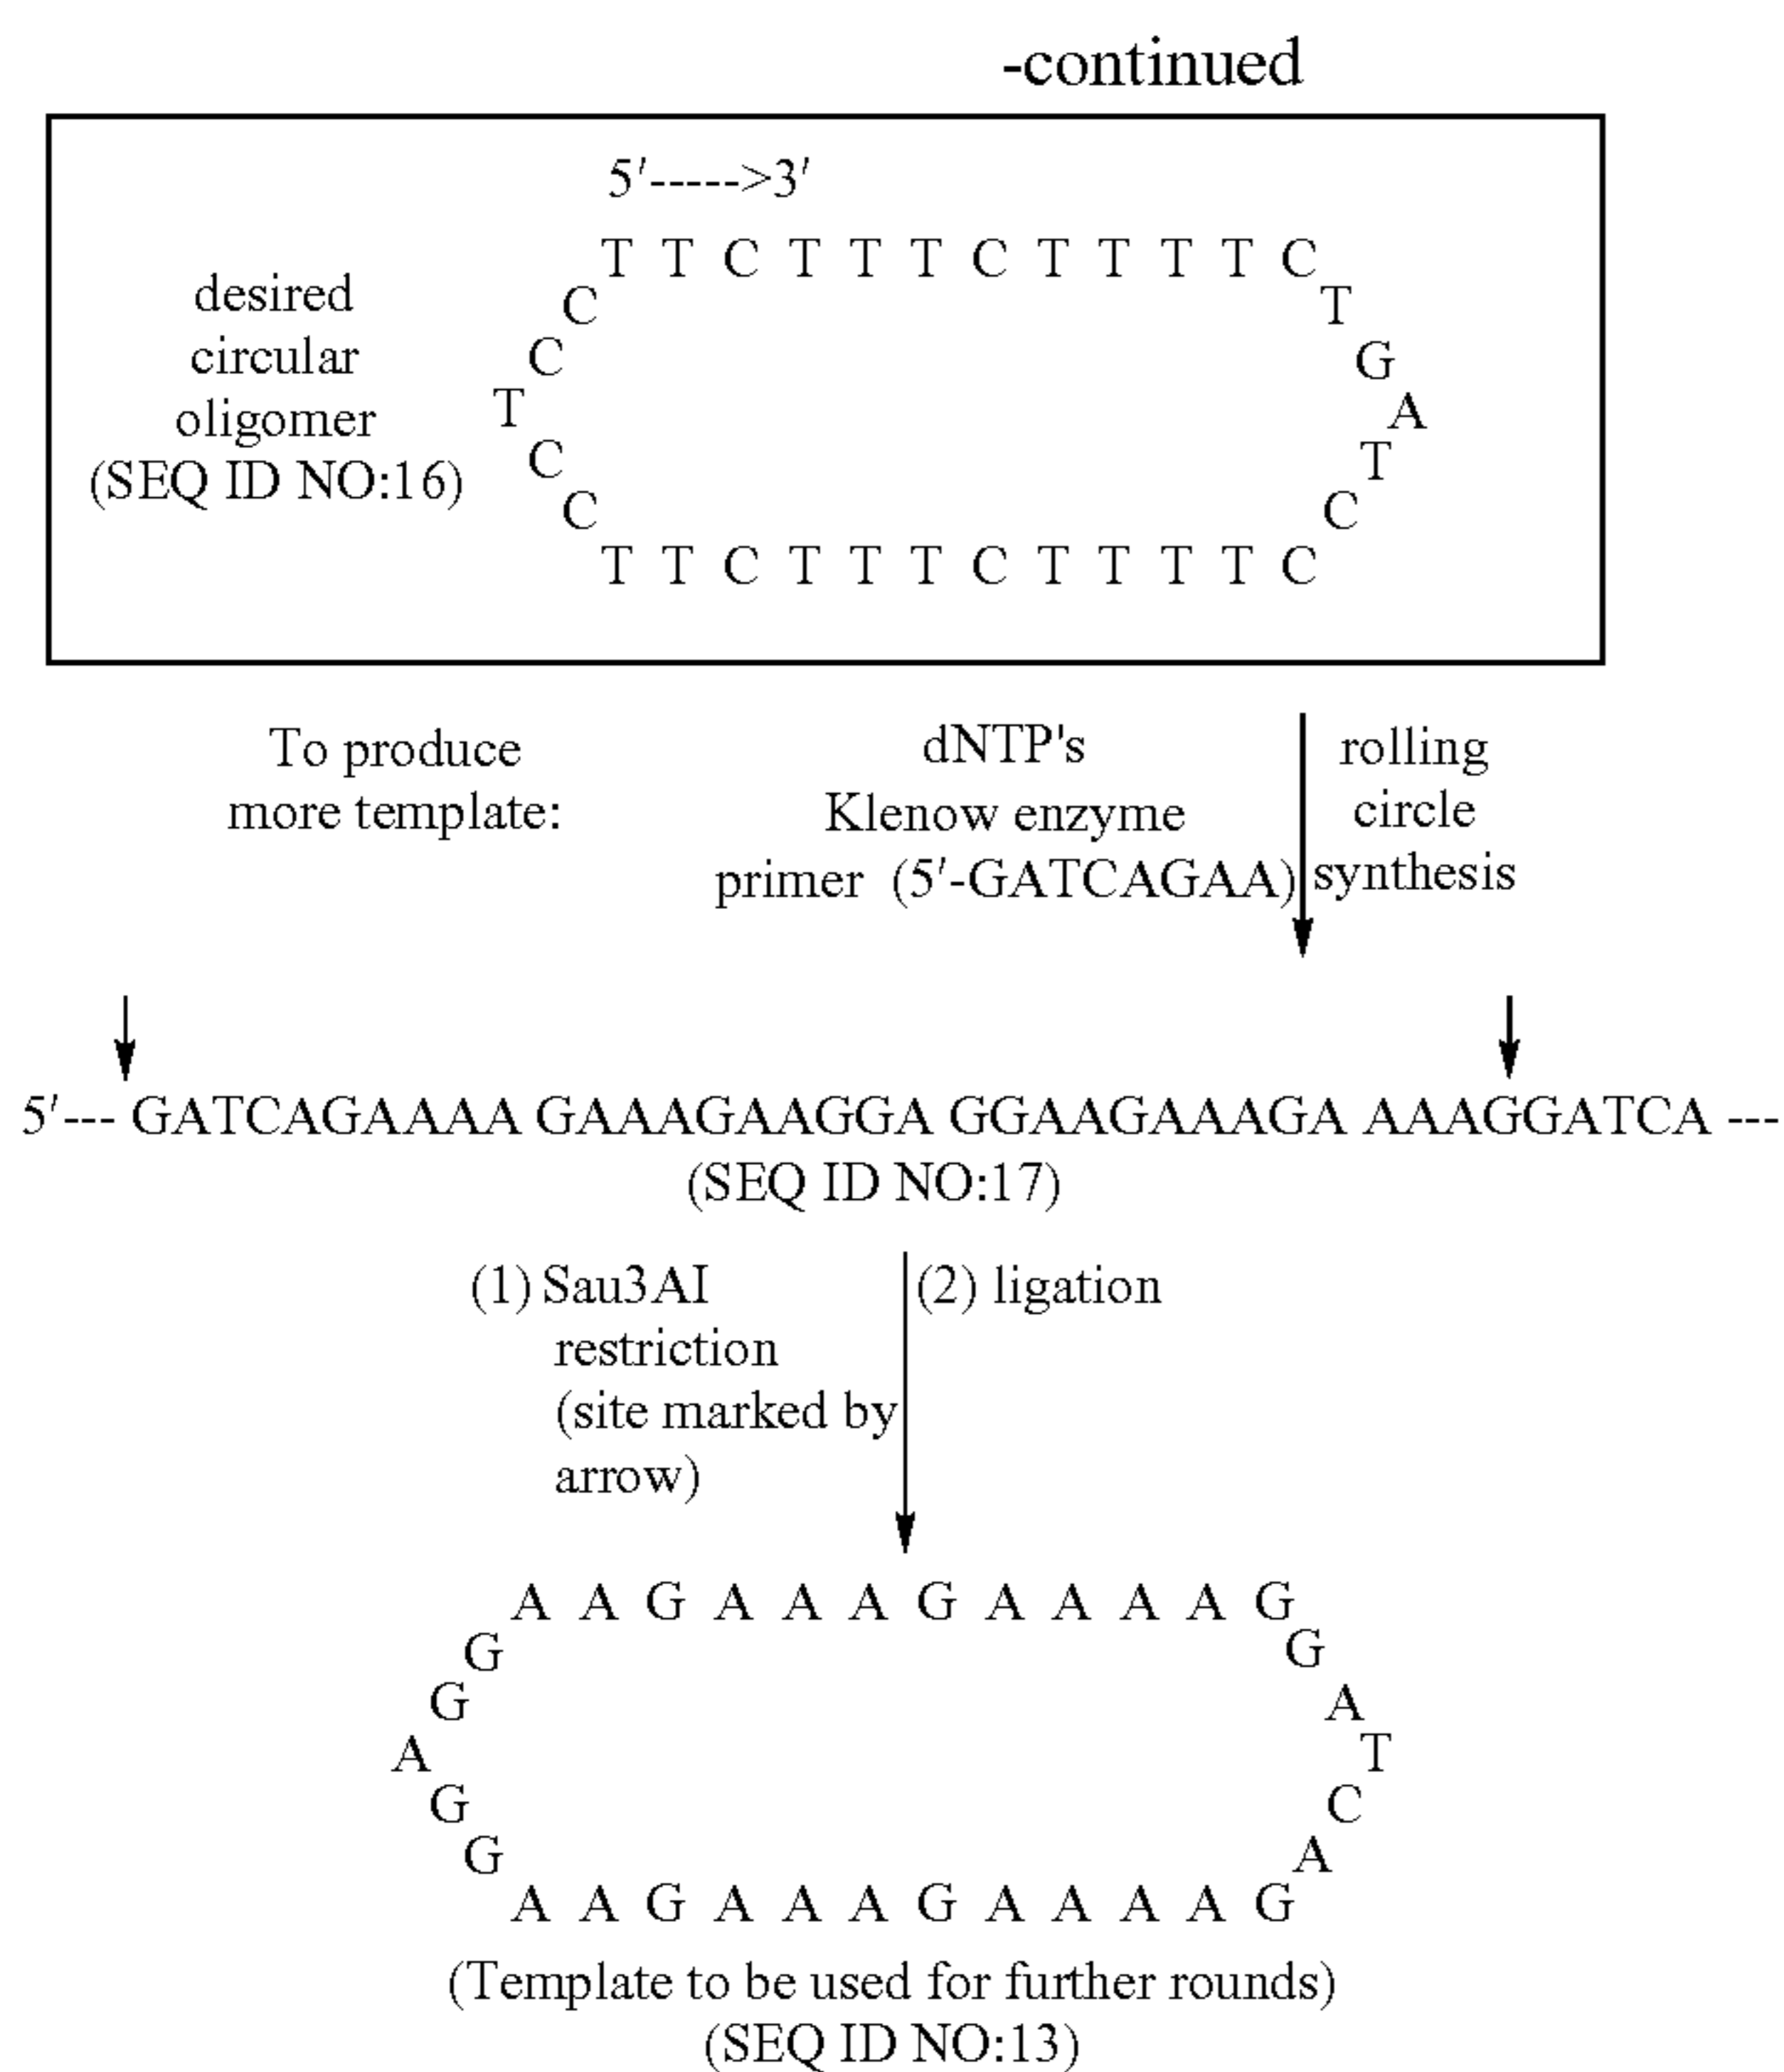 -continued
5'----->3'
T T C T T T C T T T T C
desired
circular
oligomer
(SEQ ID NO:16)
C
C
T
C
C
T
G
A
T
C
T T C T T T C T T T T C
To produce
more template:
dNTP's
Klenow enzyme
primer (5'-GATCAGAA)
rolling
circle
synthesis
5'--- GATCAGAAAA GAAAGAAGGA GGAAGAAAGA AAAGGATCA ---
(SEQ ID NO:17)
(1) Sau3AI
restriction
(site marked by
arrow)
(2) ligation
A A G A A A G A A A A G
G
G
A
G
G
G
A
T
C
A
A A G A A A G A A A A G
(Template to be used for further rounds)
(SEQ ID NO:13)